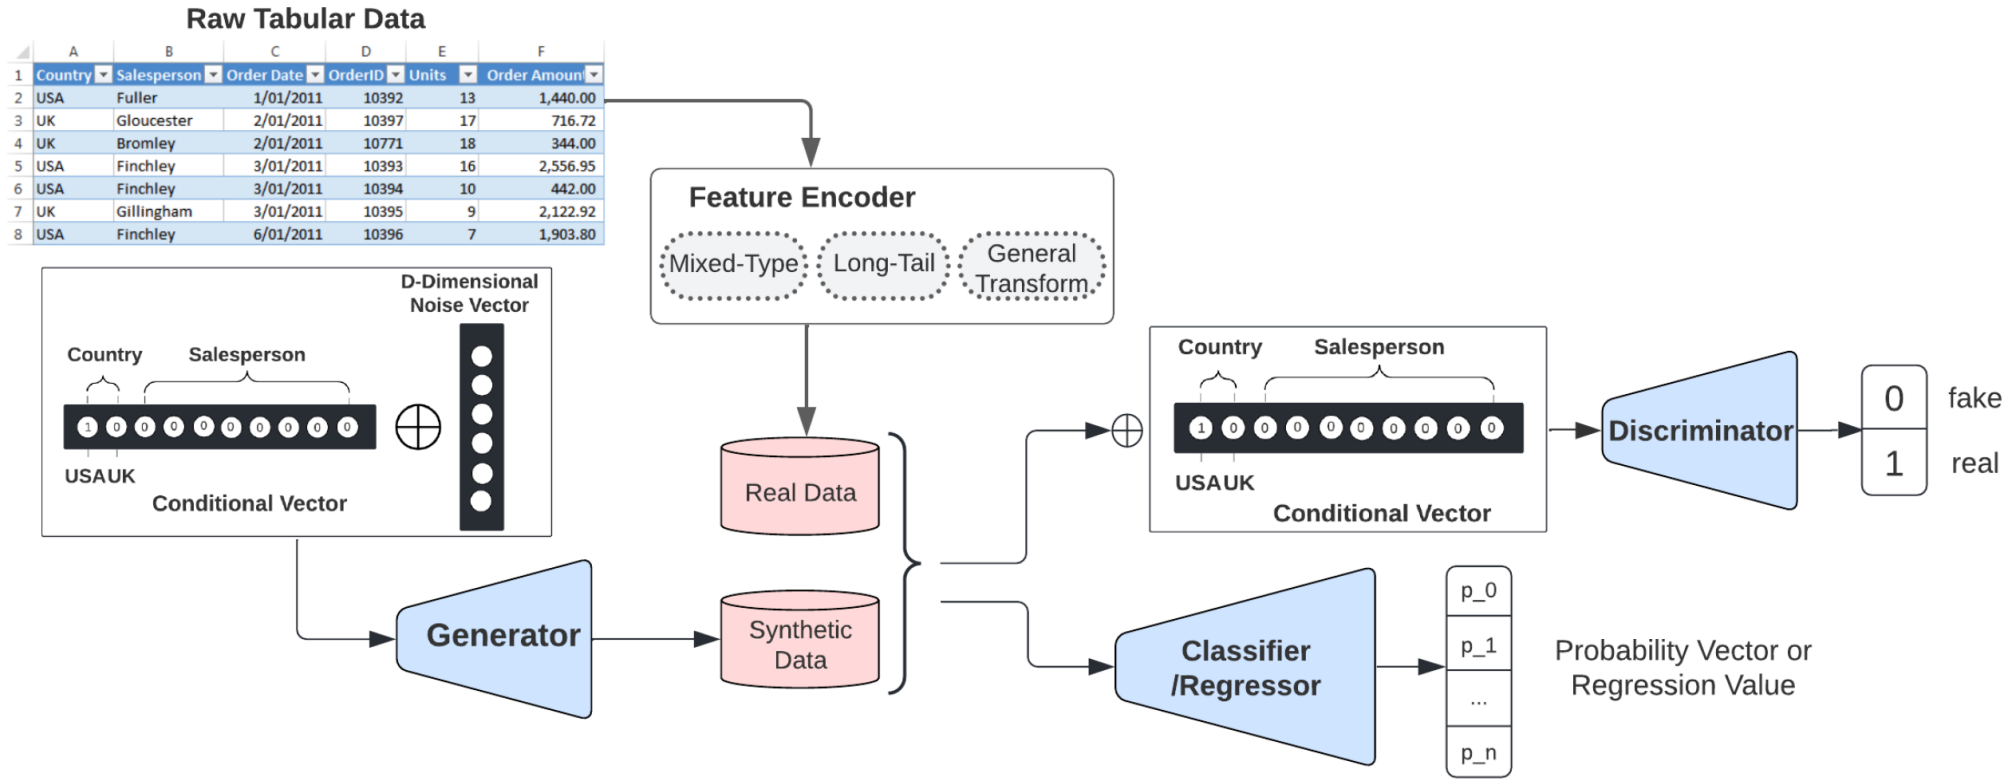 Raw Tabular Data
A B C D E F
1 Country Salesperson Order Date OrderID Units Order Amount
2 USA Fuller 1/01/2011 10392 13 1,440.00
3 UK Gloucester 2/01/2011 10397 17 716.72
4 UK Bromley 2/01/2011 10771 18 344.00
5 USA Finchley 3/01/2011 10393 16 2,556.95
6 USA Finchley 3/01/2011 10394 10 442.00
7 UK Gillingham 3/01/2011 10395 9 2,122.92
8 USA Finchley 6/01/2011 10396 7 1,903.80
Feature Encoder
Mixed-Type
Long-Tail
General
Transform
D-Dimensional
Noise Vector
Country Salesperson
1 0 0 0 0 0 0 0 0 0
USA UK
Conditional Vector
Generator
Real Data
Synthetic
Data
Country Salesperson
1 0 0 0 0 0 0 0 0 0
USA UK
Conditional Vector
Discriminator
0 fake
1 real
Classifier
/Regressor
p_0
p_1
...
p_n
Probability Vector or
Regression Value